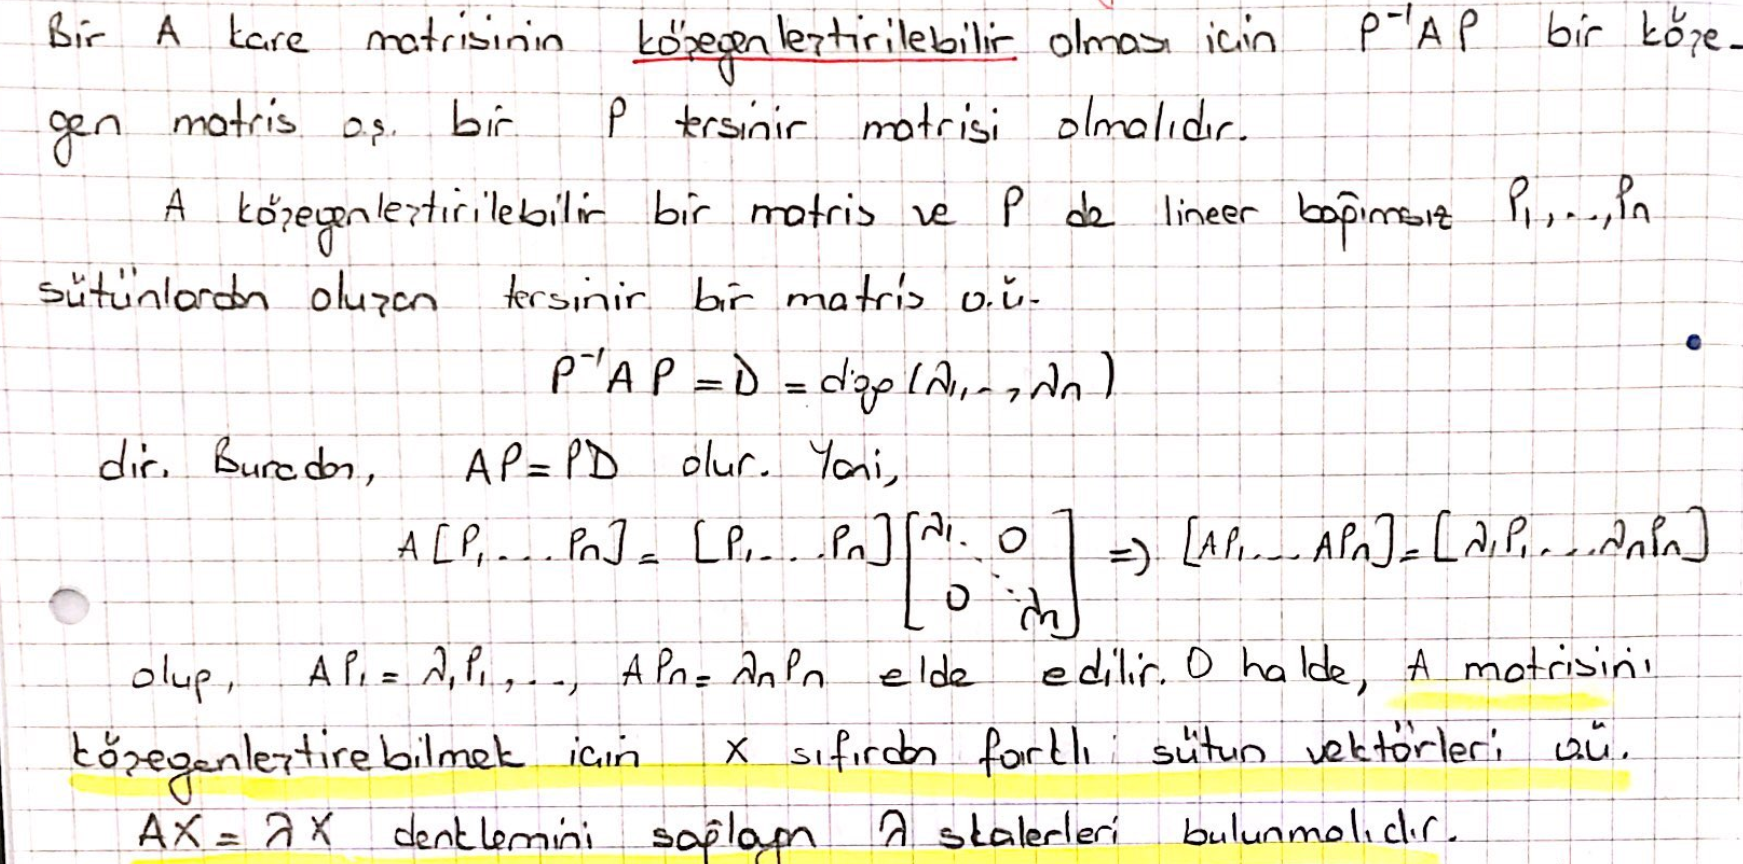 Bir A kare matrisinin köşegenleştirilebilir olması için P⁻¹AP bir köşe-
gen matris o.ş. bir P tersinir matrisi olmalıdır.
A köşegenleştirilebilir bir matris ve P de lineer bağımsız P₁,...,Pₙ
sütünlardan oluşan tersinir bir matris o.ü.
P⁻¹AP = D = diag(λ₁,..,λₙ)
dir. Buradan, AP=PD olur. Yani,
A[P₁...Pₙ] = [P₁...Pₙ][λ₁ 0 0 λₙ] ⇒ [AP₁...APₙ] = [λ₁P₁...λₙPₙ]
olup, AP₁=λ₁P₁,..., APₙ=λₙPₙ elde edilir. O halde, A matrisini
köşegenleştirebilmek için X sıfırdan farklı sütun vektörleri o.ü.
AX=λX denklemini sağlayan λ skalerleri bulunmalıdır.